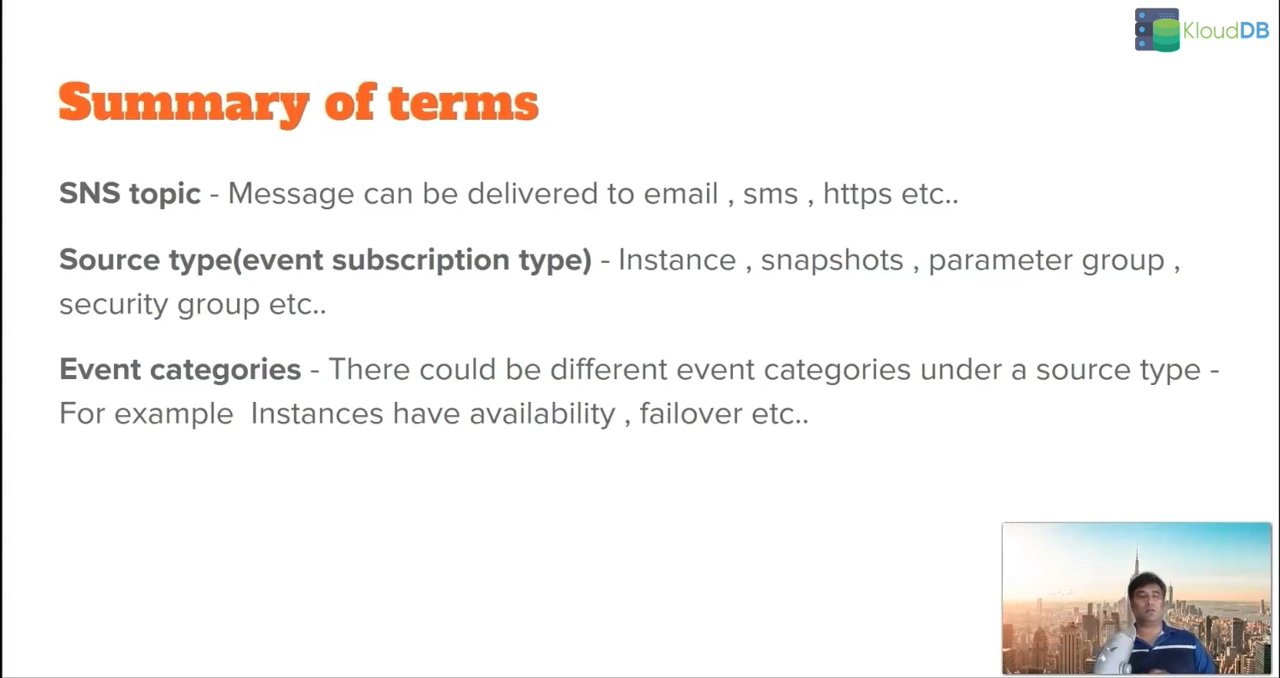 KloudDB
Summary of terms
SNS topic - Message can be delivered to email , sms , https etc..
Source type(event subscription type) - Instance , snapshots , parameter group ,
security group etc..
Event categories - There could be different event categories under a source type -
For example  Instances have availability , failover etc..